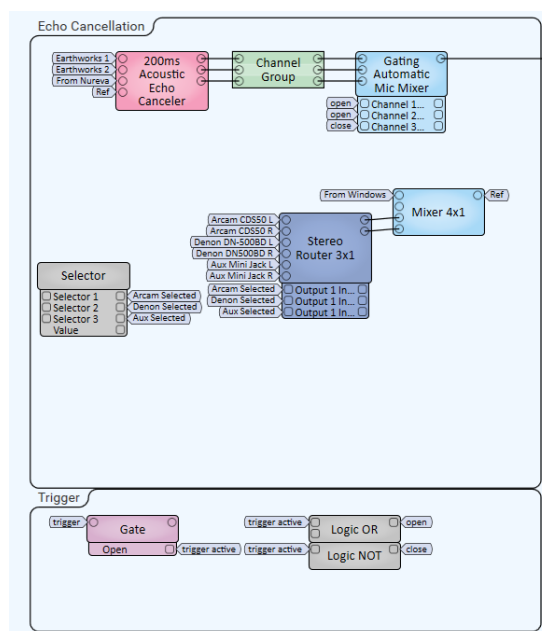 Echo Cancellation
Earthworks 1
Earthworks 2
From Nureva
Ref
200ms
Acoustic
Echo
Canceler
Channel
Group
Gating
Automatic
Mic Mixer
open
open
close
Channel 1...
Channel 2...
Channel 3...
From Windows
Mixer 4x1
Ref
Arcam CDS50 L
Arcam CDS50 R
Denon DN-500BD L
Denon DN500BD R
Aux Mini Jack L
Aux Mini Jack R
Arcam Selected
Denon Selected
Aux Selected
Stereo
Router 3x1
Output 1 In...
Output 1 In...
Output 1 In...
Selector
Selector 1
Selector 2
Selector 3
Value
Arcam Selected
Denon Selected
Aux Selected
Trigger
trigger
Gate
Open
trigger active
trigger active
Logic OR
open
trigger active
Logic NOT
close